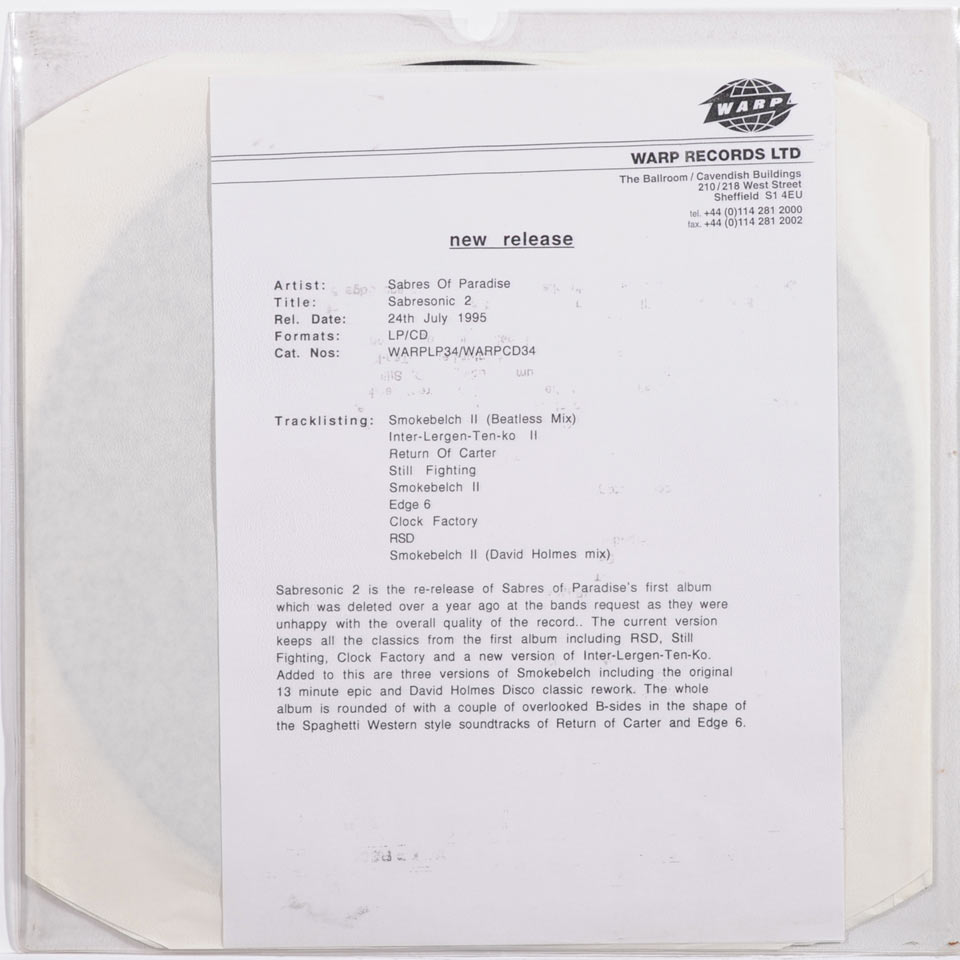 WARP
WARP RECORDS LTD
The Ballroom / Cavendish Buildings
210/218 West Street
Sheffield S1 4EU
tel. +44 (0)114 281 2000
fax. +44 (0)114 281 2002
new release
Artist: Sabres Of Paradise
Title: Sabresonic 2
Rel. Date: 24th July 1995
Formats: LP/CD
Cat. Nos: WARPLP34/WARPCD34
Tracklisting: Smokebelch II (Beatless Mix)
Inter-Lergen-Ten-ko II
Return Of Carter
Still Fighting
Smokebelch II
Edge 6
Clock Factory
RSD
Smokebelch II (David Holmes mix)
Sabresonic 2 is the re-release of Sabres of Paradise's first album
which was deleted over a year ago at the bands request as they were
unhappy with the overall quality of the record.. The current version
keeps all the classics from the first album including RSD, Still
Fighting, Clock Factory and a new version of Inter-Lergen-Ten-Ko.
Added to this are three versions of Smokebelch including the original
13 minute epic and David Holmes Disco classic rework. The whole
album is rounded of with a couple of overlooked B-sides in the shape of
the Spaghetti Western style soundtracks of Return of Carter and Edge 6.